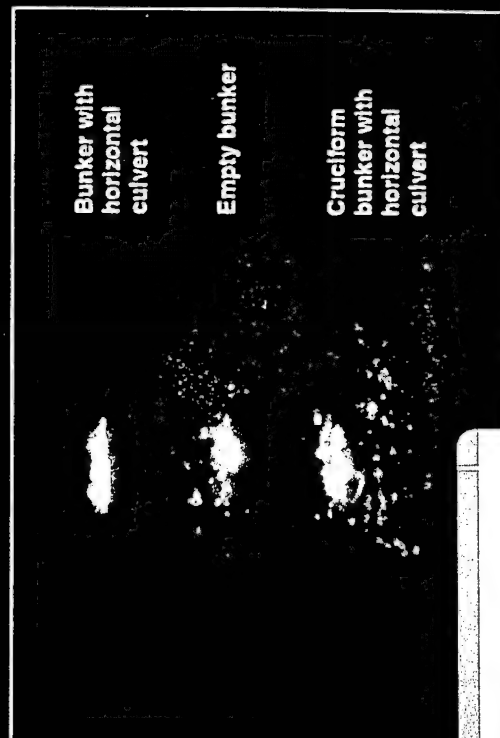 Bunker with
horizontal
culvert
Empty bunker
Cruciform
bunker with
horizontal
culvert